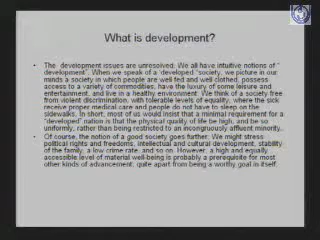 What is development?
• The development issues are unresolved. We all have intuitive notions of "
development". When we speak of a 'developed "society, we picture in our
minds a society in which people are well fed and well clothed, possess
access to a variety of commodities, have the luxury of some leisure and
entertainment, and live in a healthy environment. We think of a society free
from violent discrimination, with tolerable levels of equality, where the sick
receive proper medical care and people do not have to sleep on the
sidewalks. In short, most of us would insist that a minimal requirement for a
"developed" nation is that the physical quality of life be high, and be so
uniformly, rather than being restricted to an incongruously affluent minority.
• Of course, the notion of a good society goes further. We might stress
political rights and freedoms, intellectual and cultural development, stability
of the family, a low crime rate, and so on. However, a high and equally
accessible level of material well-being is probably a prerequisite for most
other kinds of advancement, quite apart from being a worthy goal in itself.